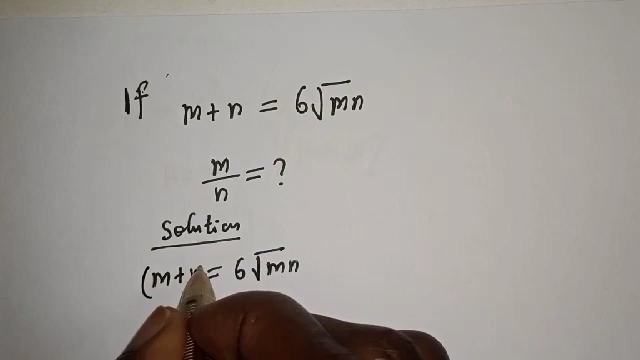 If m+n = 6√mn
m/n = ?
Solution
(m+n = 6√mn